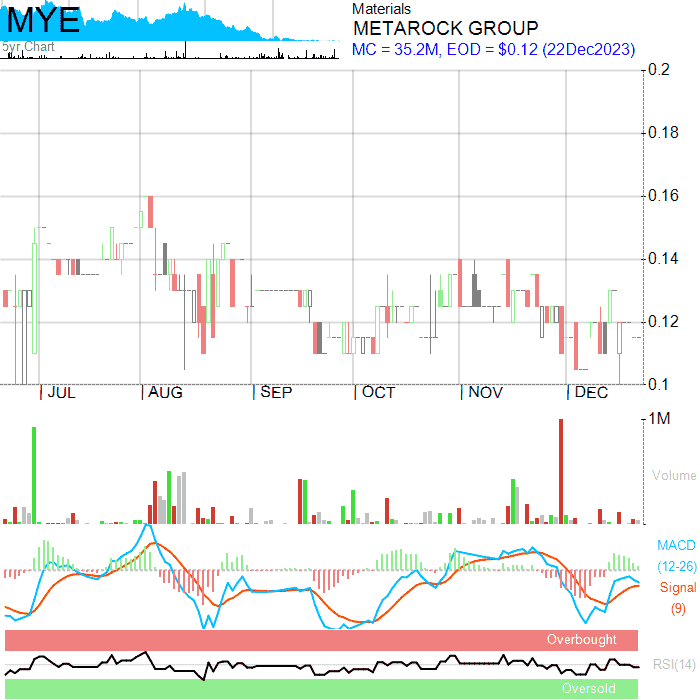 MYE
5yr Chart
Materials
METAROCK GROUP
MC = 35.2M, EOD = $0.12 (22Dec2023)
0.2
0.18
0.16
0.14
0.12
0.1
JUL AUG SEP OCT NOV DEC
1M
Volume
MACD
(12-26)
Signal
(9)
Overbought
RSI(14)
Oversold